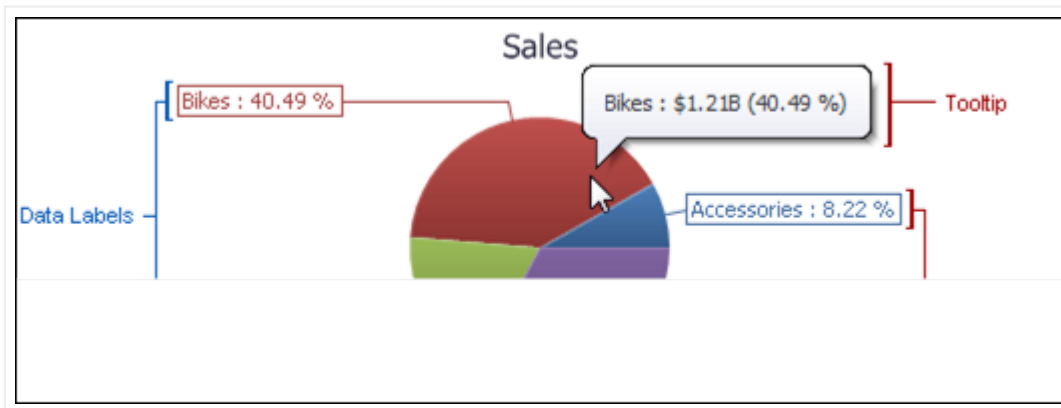 Sales
Bikes : 40.49 %
Bikes : $1.21B (40.49 %)
Tooltip
Data Labels
Accessories : 8.22 %